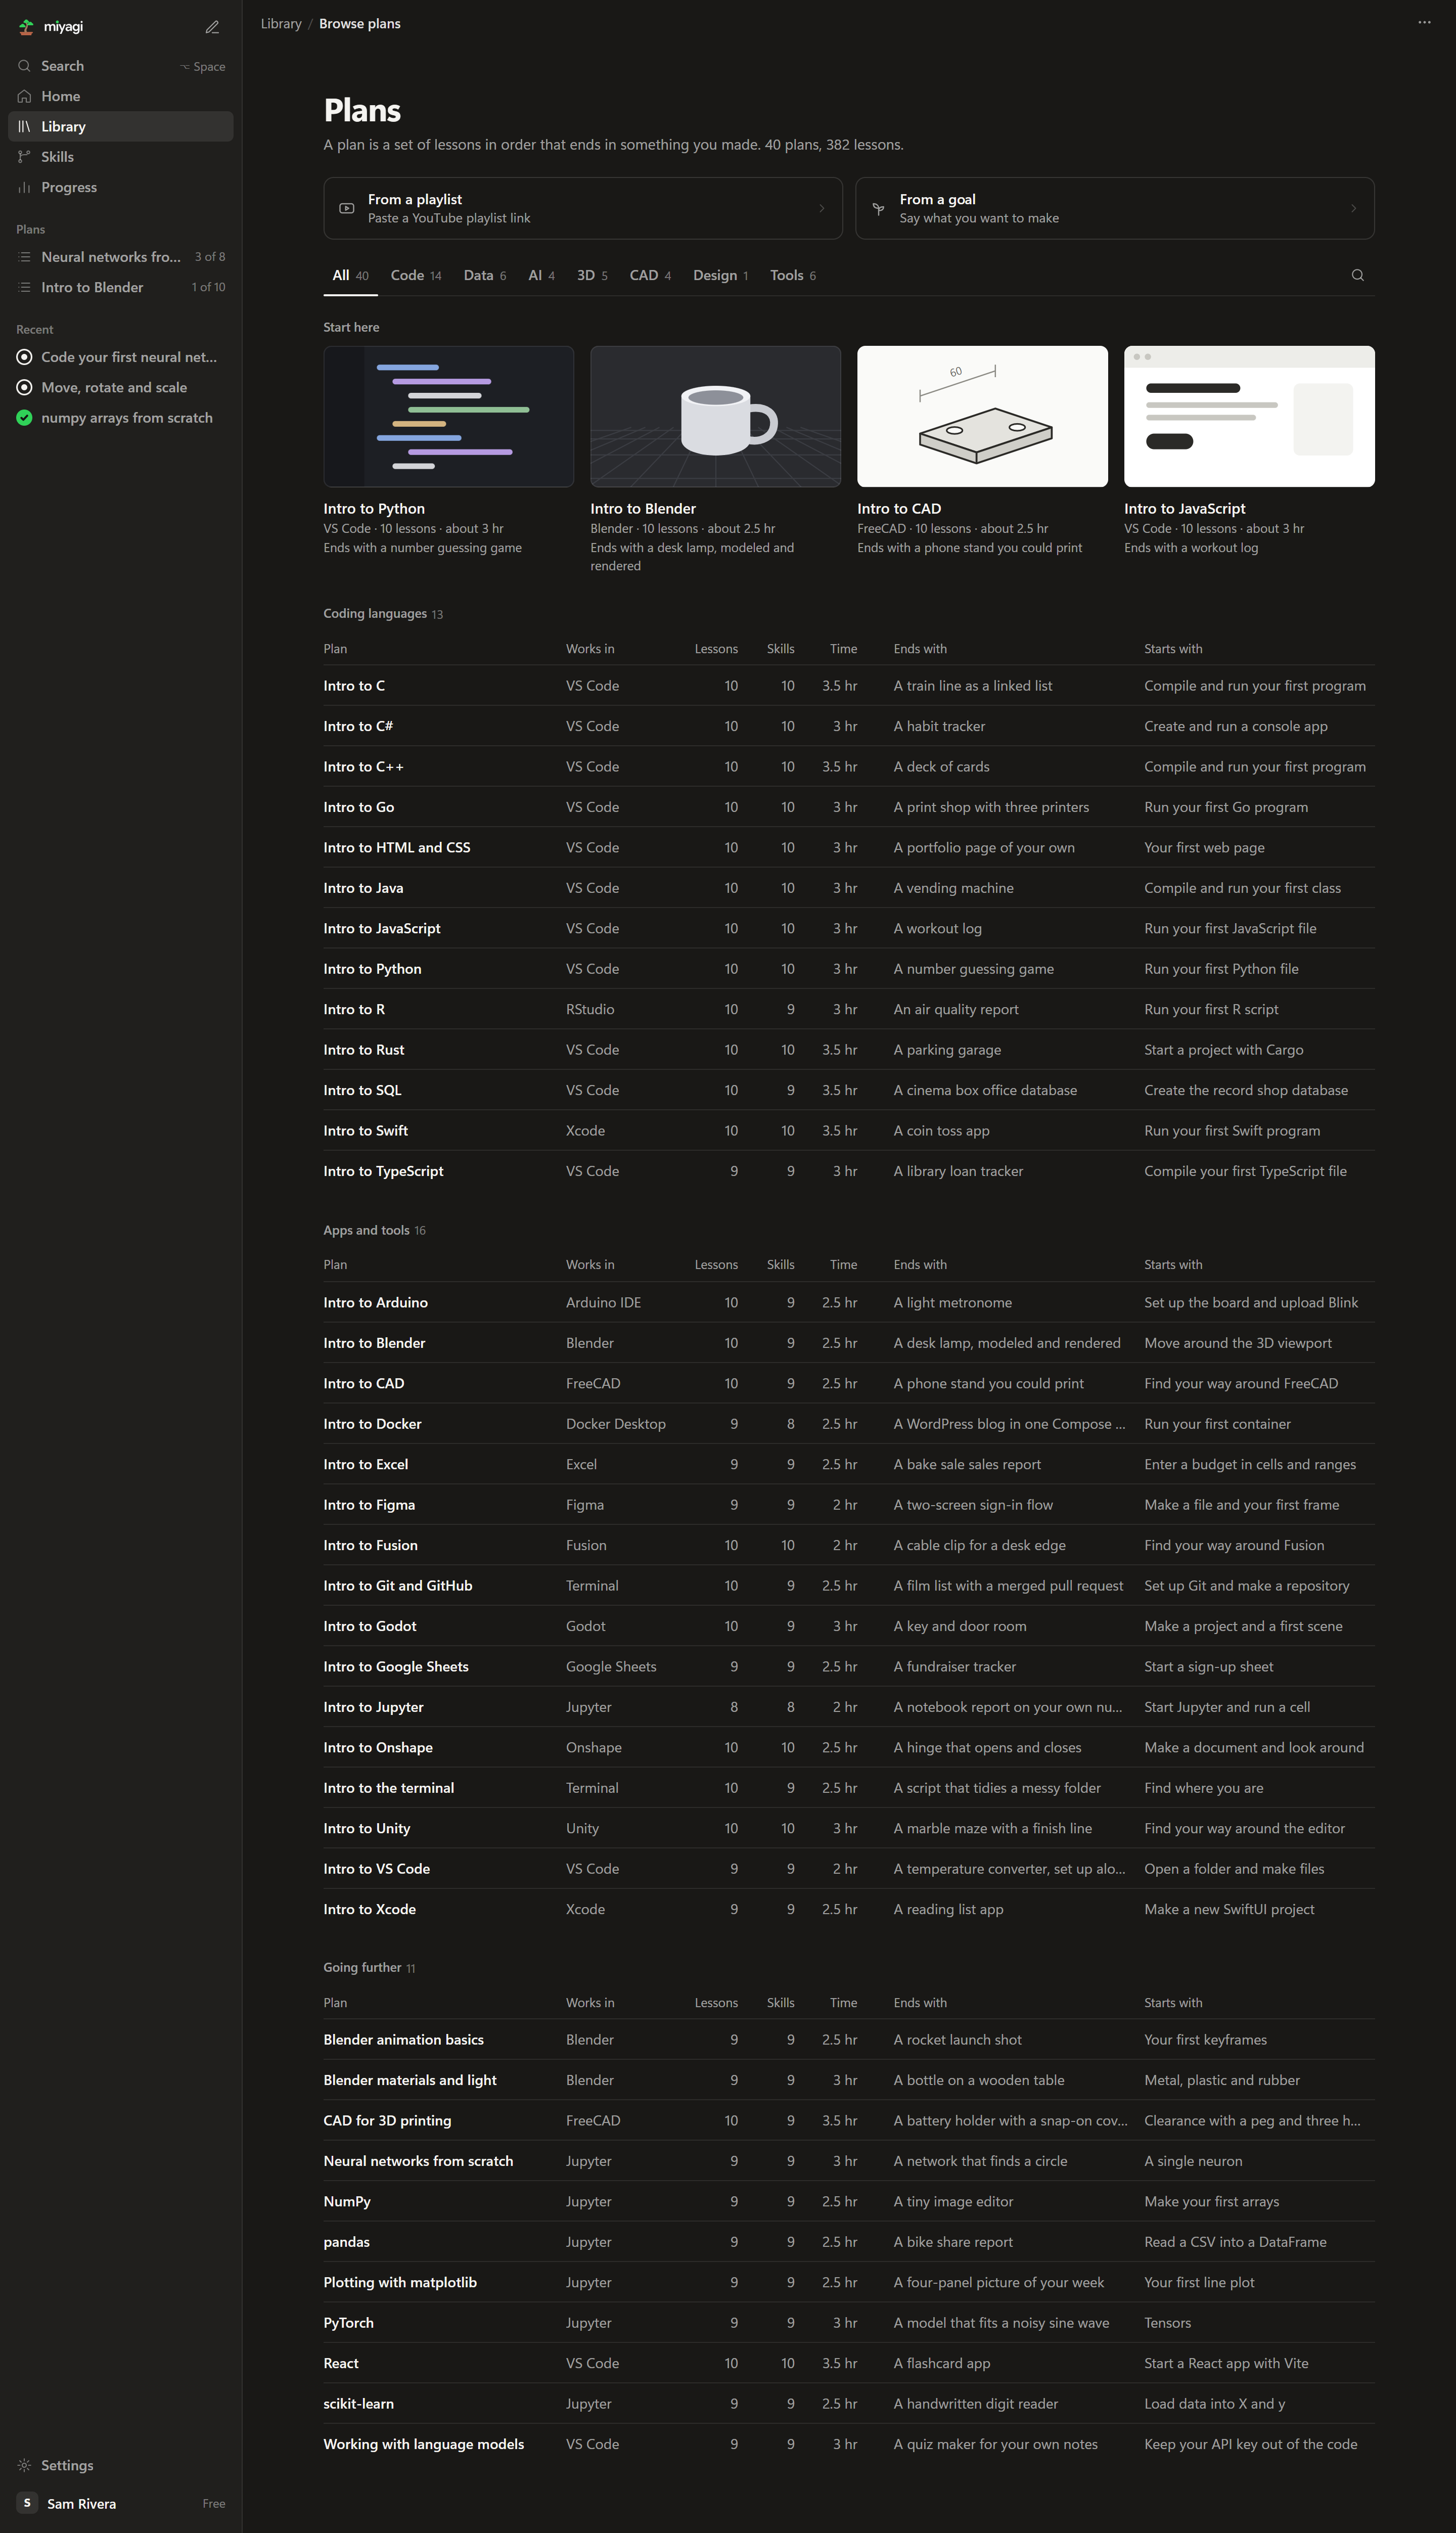 miyagi
Search ⌥ Space
Home
Library
Skills
Progress
Plans
Neural networks fro... 3 of 8
Intro to Blender 1 of 10
Recent
Code your first neural net...
Move, rotate and scale
numpy arrays from scratch
Settings
S Sam Rivera Free
Library / Browse plans
Plans
A plan is a set of lessons in order that ends in something you made. 40 plans, 382 lessons.
From a playlist
Paste a YouTube playlist link
From a goal
Say what you want to make
All 40 Code 14 Data 6 AI 4 3D 5 CAD 4 Design 1 Tools 6
Start here
60
Intro to Python
VS Code · 10 lessons · about 3 hr
Ends with a number guessing game
Intro to Blender
Blender · 10 lessons · about 2.5 hr
Ends with a desk lamp, modeled and
rendered
Intro to CAD
FreeCAD · 10 lessons · about 2.5 hr
Ends with a phone stand you could print
Intro to JavaScript
VS Code · 10 lessons · about 3 hr
Ends with a workout log
Coding languages 13
Plan Works in Lessons Skills Time Ends with Starts with
Intro to C VS Code 10 10 3.5 hr A train line as a linked list Compile and run your first program
Intro to C# VS Code 10 10 3 hr A habit tracker Create and run a console app
Intro to C++ VS Code 10 10 3.5 hr A deck of cards Compile and run your first program
Intro to Go VS Code 10 10 3 hr A print shop with three printers Run your first Go program
Intro to HTML and CSS VS Code 10 10 3 hr A portfolio page of your own Your first web page
Intro to Java VS Code 10 10 3 hr A vending machine Compile and run your first class
Intro to JavaScript VS Code 10 10 3 hr A workout log Run your first JavaScript file
Intro to Python VS Code 10 10 3 hr A number guessing game Run your first Python file
Intro to R RStudio 10 9 3 hr An air quality report Run your first R script
Intro to Rust VS Code 10 10 3.5 hr A parking garage Start a project with Cargo
Intro to SQL VS Code 10 9 3.5 hr A cinema box office database Create the record shop database
Intro to Swift Xcode 10 10 3.5 hr A coin toss app Run your first Swift program
Intro to TypeScript VS Code 9 9 3 hr A library loan tracker Compile your first TypeScript file
Apps and tools 16
Plan Works in Lessons Skills Time Ends with Starts with
Intro to Arduino Arduino IDE 10 9 2.5 hr A light metronome Set up the board and upload Blink
Intro to Blender Blender 10 9 2.5 hr A desk lamp, modeled and rendered Move around the 3D viewport
Intro to CAD FreeCAD 10 9 2.5 hr A phone stand you could print Find your way around FreeCAD
Intro to Docker Docker Desktop 9 8 2.5 hr A WordPress blog in one Compose ... Run your first container
Intro to Excel Excel 9 9 2.5 hr A bake sale sales report Enter a budget in cells and ranges
Intro to Figma Figma 9 9 2 hr A two-screen sign-in flow Make a file and your first frame
Intro to Fusion Fusion 10 10 2 hr A cable clip for a desk edge Find your way around Fusion
Intro to Git and GitHub Terminal 10 9 2.5 hr A film list with a merged pull request Set up Git and make a repository
Intro to Godot Godot 10 9 3 hr A key and door room Make a project and a first scene
Intro to Google Sheets Google Sheets 9 9 2.5 hr A fundraiser tracker Start a sign-up sheet
Intro to Jupyter Jupyter 8 8 2 hr A notebook report on your own nu... Start Jupyter and run a cell
Intro to Onshape Onshape 10 10 2.5 hr A hinge that opens and closes Make a document and look around
Intro to the terminal Terminal 10 9 2.5 hr A script that tidies a messy folder Find where you are
Intro to Unity Unity 10 10 3 hr A marble maze with a finish line Find your way around the editor
Intro to VS Code VS Code 9 9 2 hr A temperature converter, set up alo... Open a folder and make files
Intro to Xcode Xcode 9 9 2.5 hr A reading list app Make a new SwiftUI project
Going further 11
Plan Works in Lessons Skills Time Ends with Starts with
Blender animation basics Blender 9 9 2.5 hr A rocket launch shot Your first keyframes
Blender materials and light Blender 9 9 3 hr A bottle on a wooden table Metal, plastic and rubber
CAD for 3D printing FreeCAD 10 9 3.5 hr A battery holder with a snap-on cov... Clearance with a peg and three h...
Neural networks from scratch Jupyter 9 9 3 hr A network that finds a circle A single neuron
NumPy Jupyter 9 9 2.5 hr A tiny image editor Make your first arrays
pandas Jupyter 9 9 2.5 hr A bike share report Read a CSV into a DataFrame
Plotting with matplotlib Jupyter 9 9 2.5 hr A four-panel picture of your week Your first line plot
PyTorch Jupyter 9 9 3 hr A model that fits a noisy sine wave Tensors
React VS Code 10 10 3.5 hr A flashcard app Start a React app with Vite
scikit-learn Jupyter 9 9 2.5 hr A handwritten digit reader Load data into X and y
Working with language models VS Code 9 9 3 hr A quiz maker for your own notes Keep your API key out of the code